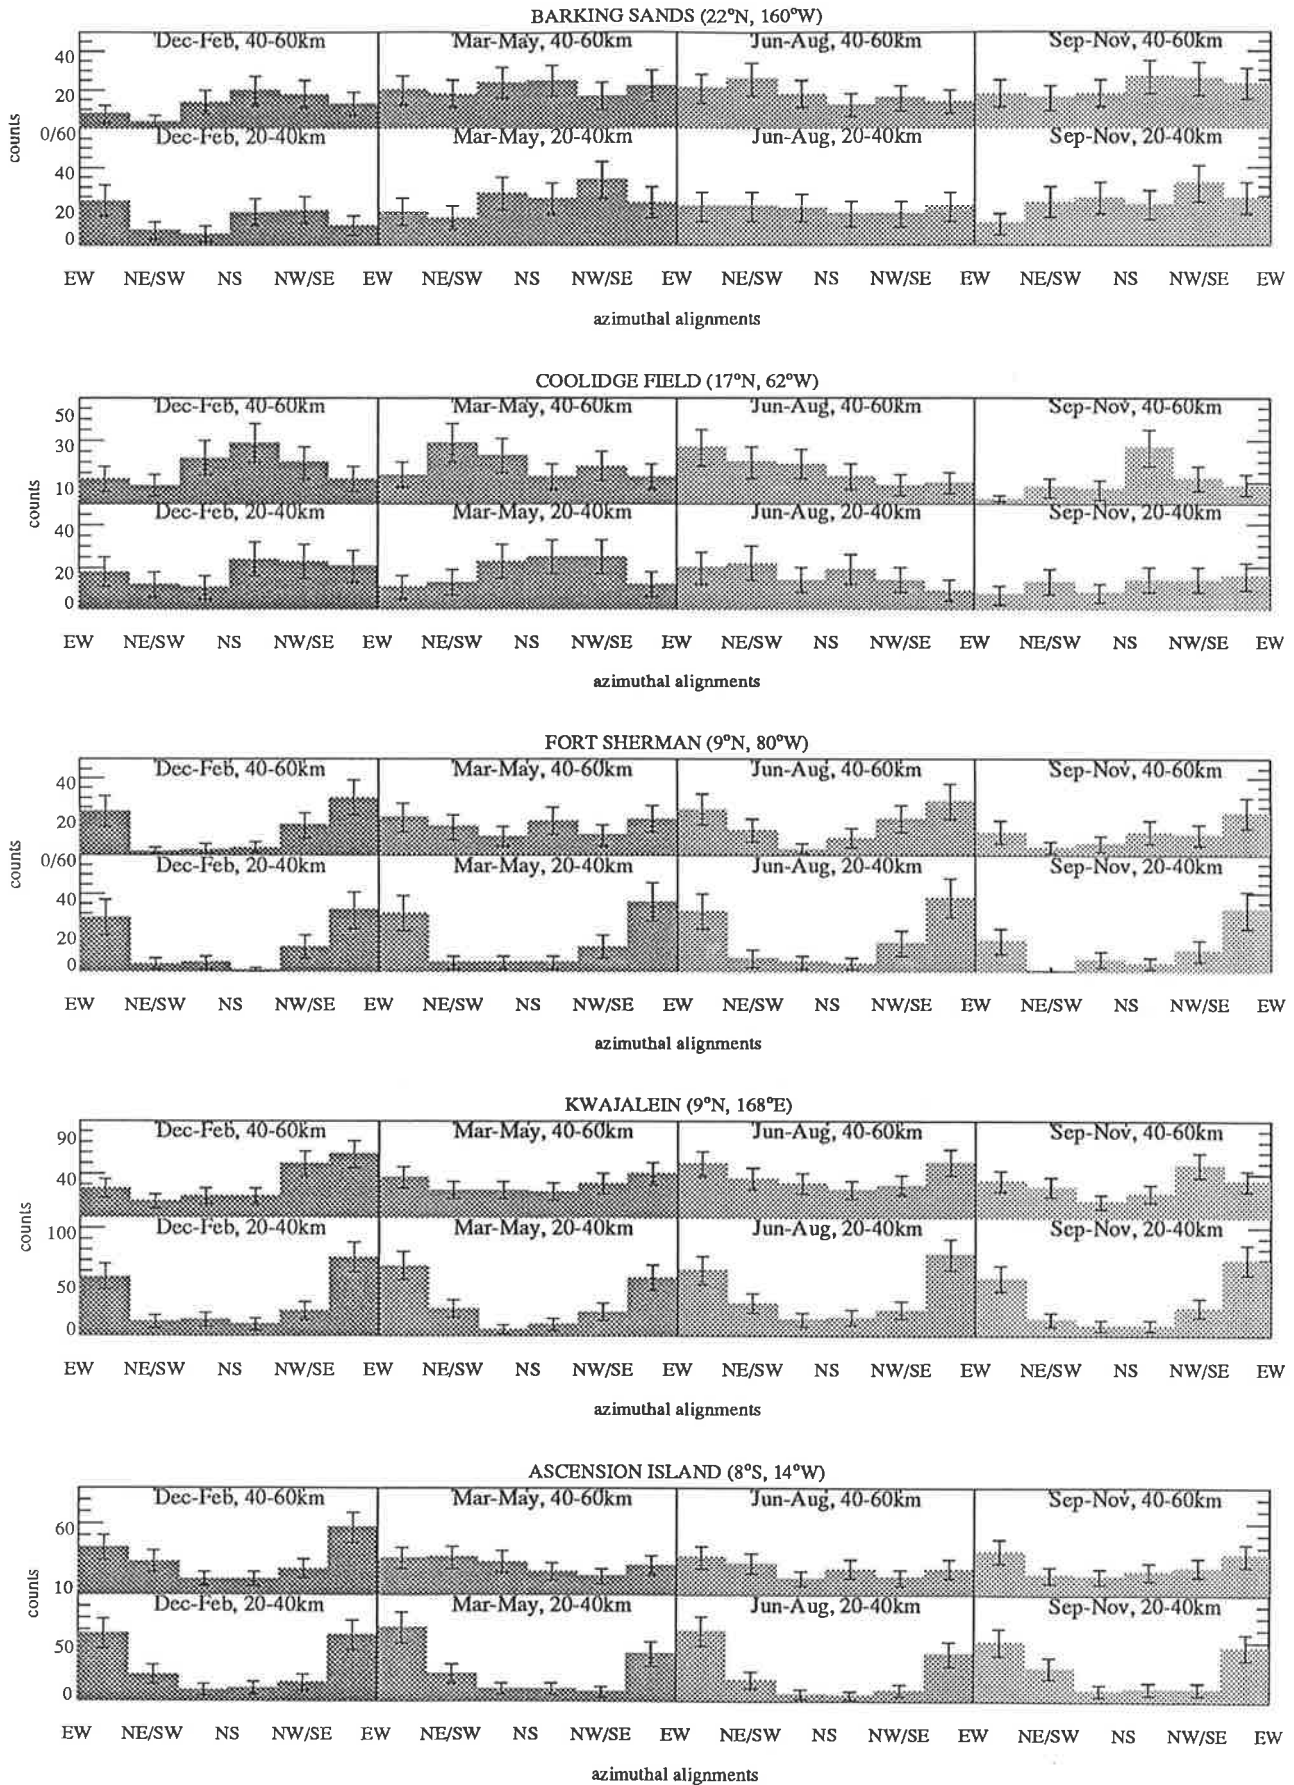 BARKING SANDS (22°N, 160°W)
Dec-Feb, 40-60km Mar-May, 40-60km Jun-Aug, 40-60km Sep-Nov, 40-60km
40
20
0/60
Dec-Feb, 20-40km Mar-May, 20-40km Jun-Aug, 20-40km Sep-Nov, 20-40km
counts
40
20
0
EW NE/SW NS NW/SE EW NE/SW NS NW/SE EW NE/SW NS NW/SE EW NE/SW NS NW/SE EW
azimuthal alignments
COOLIDGE FIELD (17°N, 62°W)
Dec-Feb, 40-60km Mar-May, 40-60km Jun-Aug, 40-60km Sep-Nov, 40-60km
50
30
10
Dec-Feb, 20-40km Mar-May, 20-40km Jun-Aug, 20-40km Sep-Nov, 20-40km
counts
40
20
0
EW NE/SW NS NW/SE EW NE/SW NS NW/SE EW NE/SW NS NW/SE EW NE/SW NS NW/SE EW
azimuthal alignments
FORT SHERMAN (9°N, 80°W)
Dec-Feb, 40-60km Mar-May, 40-60km Jun-Aug, 40-60km Sep-Nov, 40-60km
40
20
0/60
Dec-Feb, 20-40km Mar-May, 20-40km Jun-Aug, 20-40km Sep-Nov, 20-40km
counts
40
20
0
EW NE/SW NS NW/SE EW NE/SW NS NW/SE EW NE/SW NS NW/SE EW NE/SW NS NW/SE EW
azimuthal alignments
KWAJALEIN (9°N, 168°E)
Dec-Feb, 40-60km Mar-May, 40-60km Jun-Aug, 40-60km Sep-Nov, 40-60km
90
40
Dec-Feb, 20-40km Mar-May, 20-40km Jun-Aug, 20-40km Sep-Nov, 20-40km
counts
100
50
0
EW NE/SW NS NW/SE EW NE/SW NS NW/SE EW NE/SW NS NW/SE EW NE/SW NS NW/SE EW
azimuthal alignments
ASCENSION ISLAND (8°S, 14°W)
Dec-Feb, 40-60km Mar-May, 40-60km Jun-Aug, 40-60km Sep-Nov, 40-60km
60
10
Dec-Feb, 20-40km Mar-May, 20-40km Jun-Aug, 20-40km Sep-Nov, 20-40km
counts
50
0
EW NE/SW NS NW/SE EW NE/SW NS NW/SE EW NE/SW NS NW/SE EW NE/SW NS NW/SE EW
azimuthal alignments